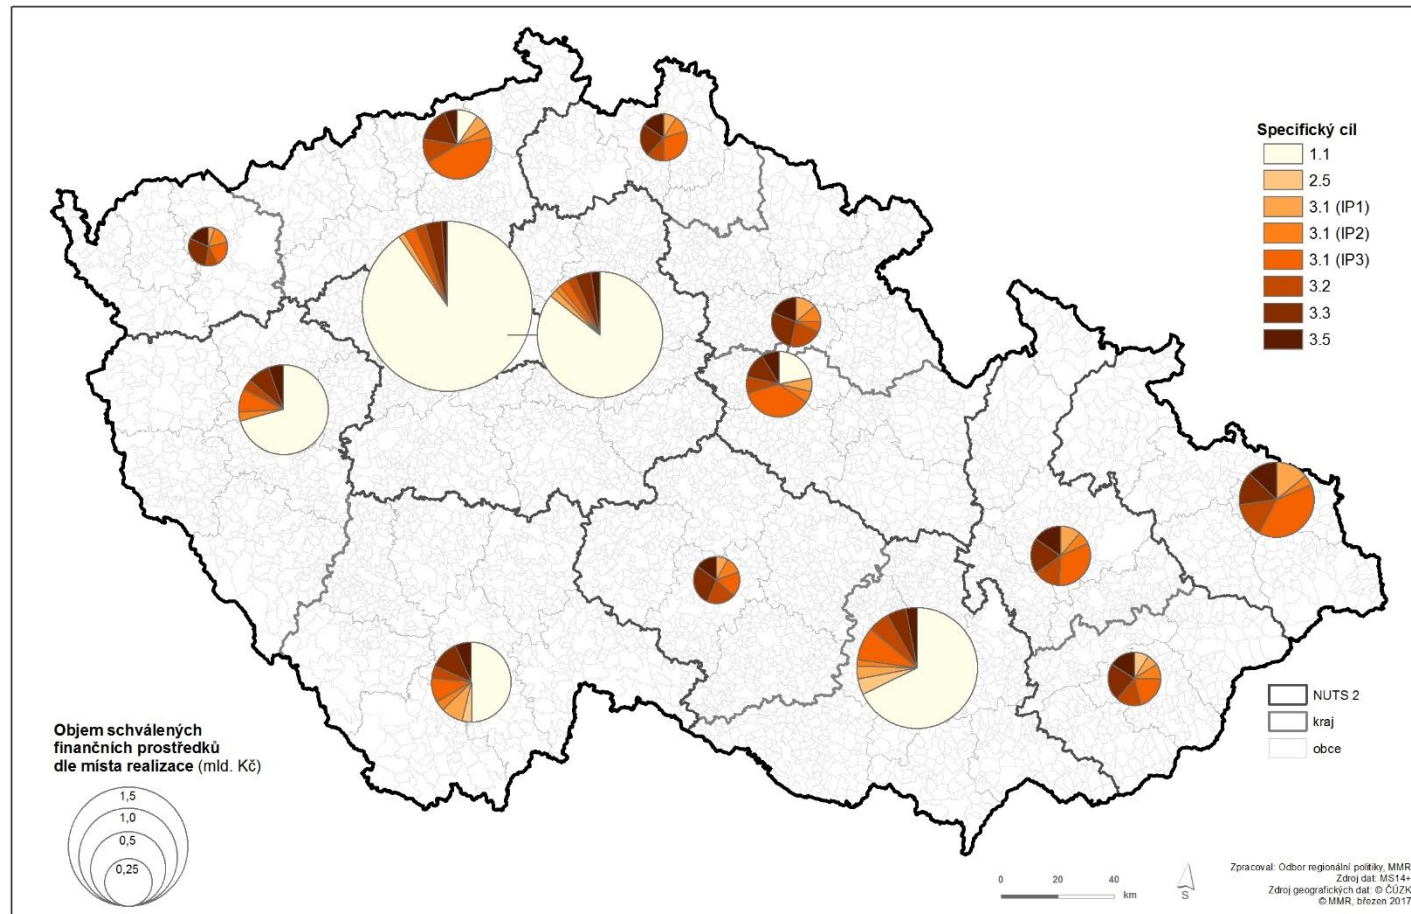 Specifický cíl
1.1
2.5
3.1 (IP1)
3.1 (IP2)
3.1 (IP3)
3.2
3.3
3.5
NUTS 2
kraj
obce
Objem schválených
finančních prostředků
dle místa realizace (mld. Kč)
1,5
1,0
0,5
0,25
0 20 40
km
S
Zpracoval: Odbor regionální politiky, MMR
Zdroj dat: MS14+
Zdroj geografických dat: © ČÚZK
© MMR, březen 2017